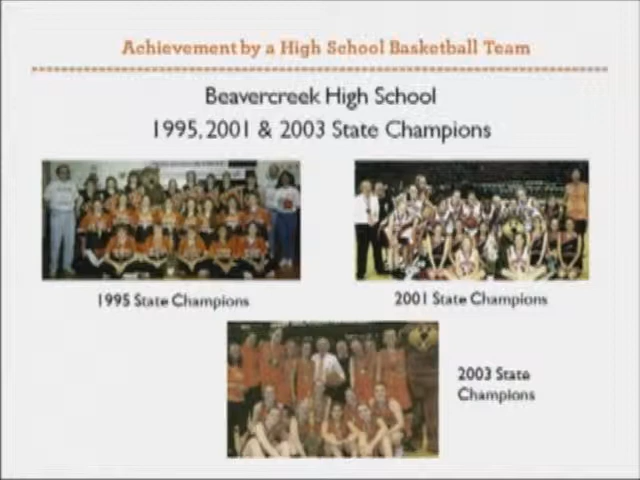 Achievement by a High School Basketball Team
Beavercreek High School
1995, 2001 & 2003 State Champions
1995 State Champions
2001 State Champions
2003 State
Champions